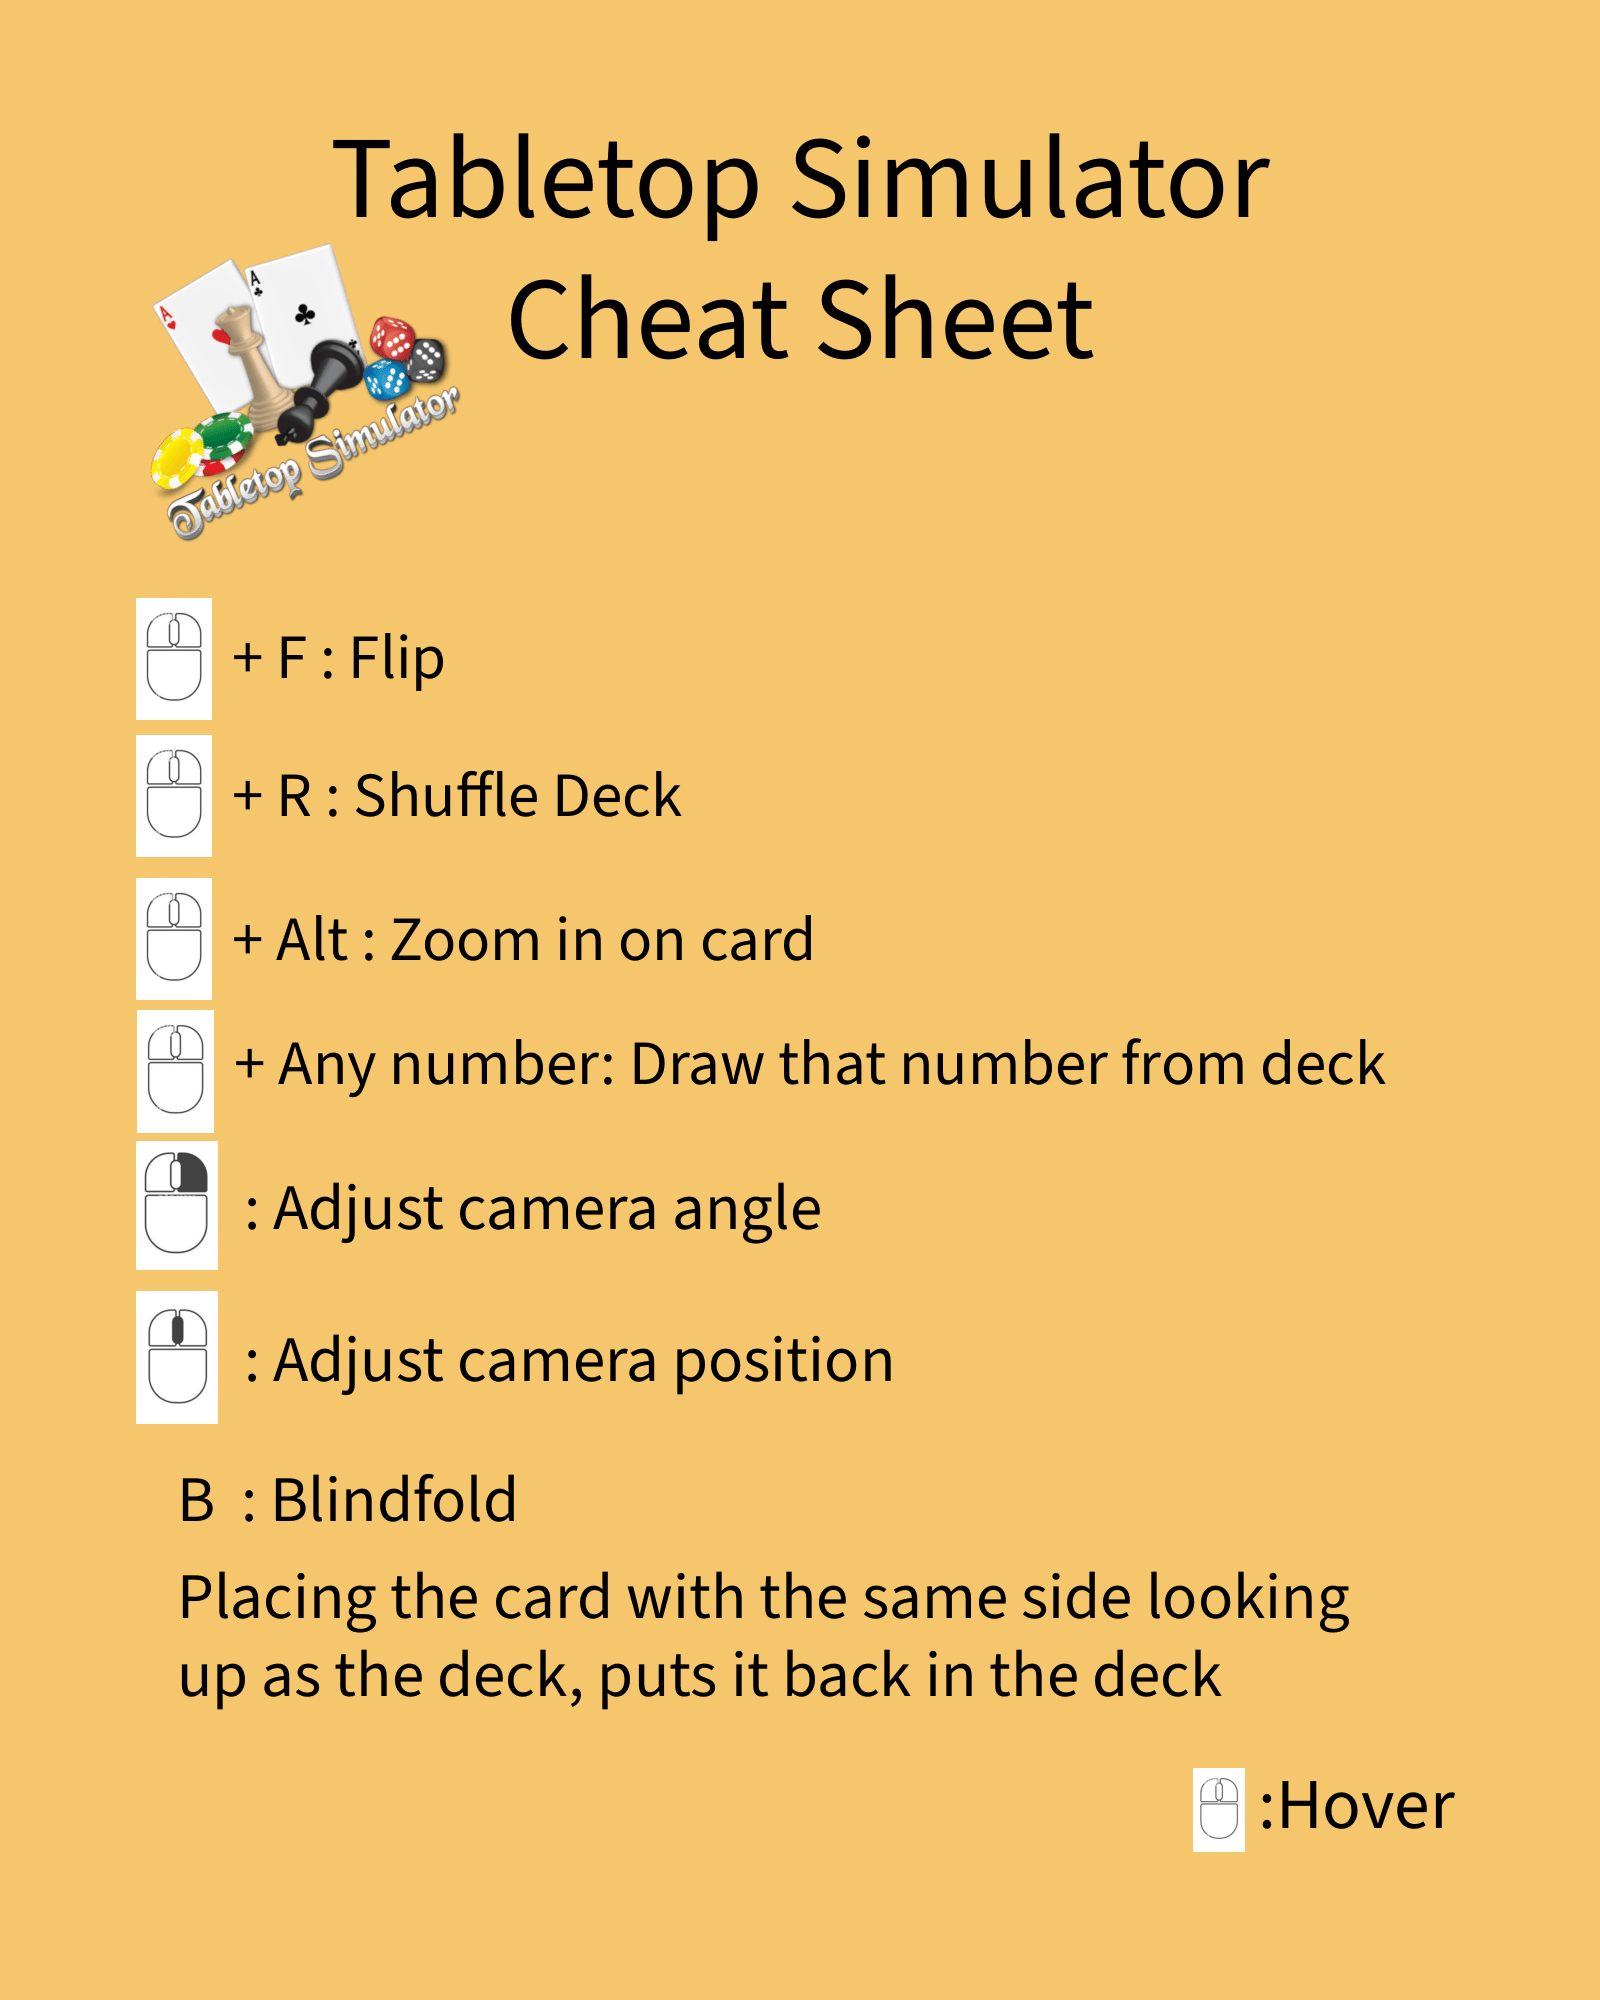 Tabletop Simulator
Cheat Sheet
A
A
Tabletop Simulator
+ F : Flip
+ R : Shuffle Deck
+ Alt : Zoom in on card
+ Any number: Draw that number from deck
: Adjust camera angle
: Adjust camera position
B : Blindfold
Placing the card with the same side looking
up as the deck, puts it back in the deck
:Hover